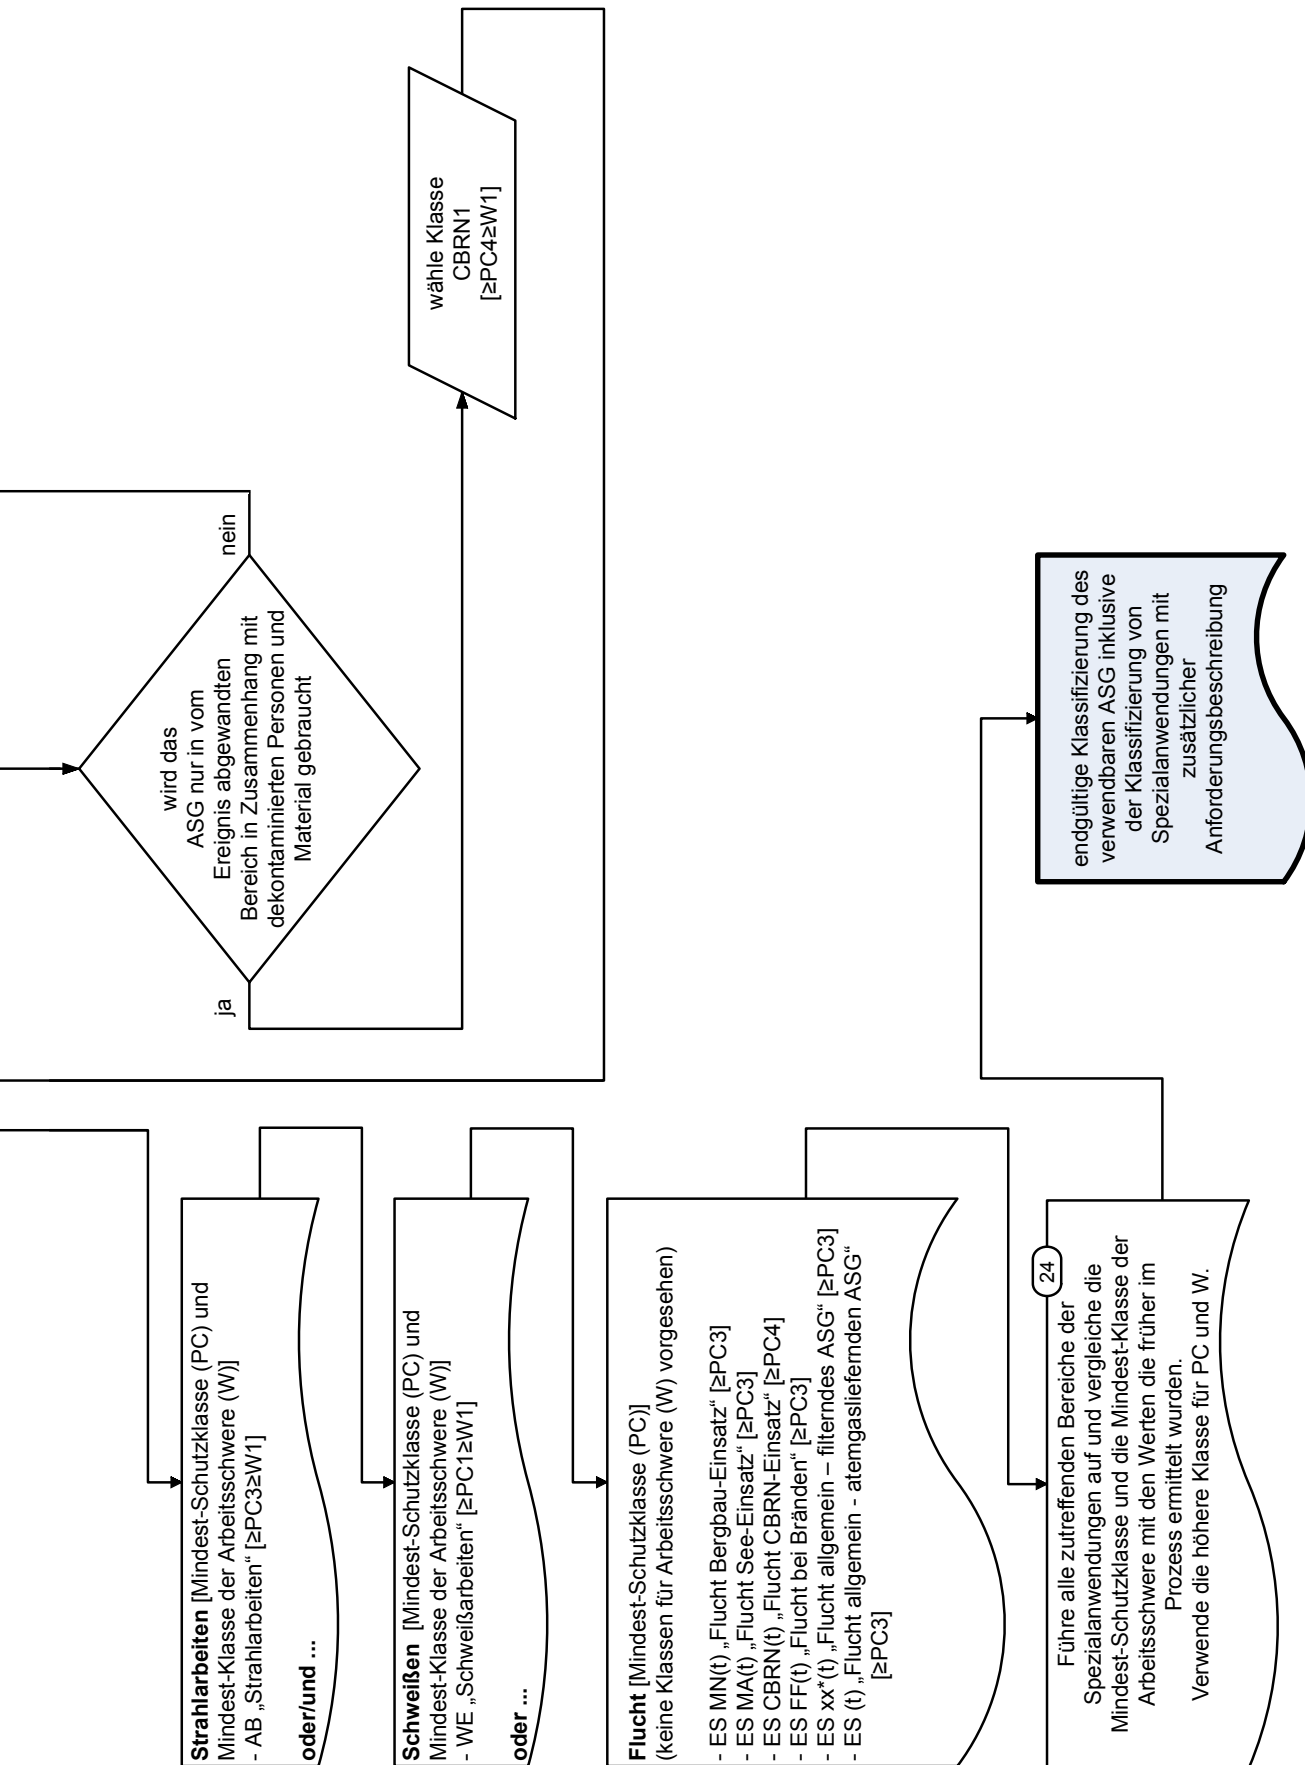 wird das
ASG nur in vom
Ereignis abgewandten
Bereich in Zusammenhang mit
dekontaminierten Personen und
Material gebraucht
ja
nein
wähle Klasse
CBRN1
[≥PC4≥W1]
Strahlarbeiten [Mindest-Schutzklasse (PC) und
Mindest-Klasse der Arbeitsschwere (W)]
- AB „Strahlarbeiten“ [≥PC3≥W1]
oder/und ...
Schweißen [Mindest-Schutzklasse (PC) und
Mindest-Klasse der Arbeitsschwere (W)]
- WE „Schweißarbeiten“ [≥PC1≥W1]
oder ...
Flucht [Mindest-Schutzklasse (PC)]
(keine Klassen für Arbeitsschwere (W) vorgesehen)
- ES MN(t) „Flucht Bergbau-Einsatz“ [≥PC3]
- ES MA(t) „Flucht See-Einsatz“ [≥PC3]
- ES CBRN(t) „Flucht CBRN-Einsatz“ [≥PC4]
- ES FF(t) „Flucht bei Bränden“ [≥PC3]
- ES xx*(t) „Flucht allgemein – filterndes ASG“ [≥PC3]
- ES (t) „Flucht allgemein - atemgasliefernden ASG“
[≥PC3]
24
Führe alle zutreffenden Bereiche der
Spezialanwendungen auf und vergleiche die
Mindest-Schutzklasse und die Mindest-Klasse der
Arbeitsschwere mit den Werten die früher im
Prozess ermittelt wurden.
Verwende die höhere Klasse für PC und W.
endgültige Klassifizierung des
verwendbaren ASG inklusive
der Klassifizierung von
Spezialanwendungen mit
zusätzlicher
Anforderungsbeschreibung